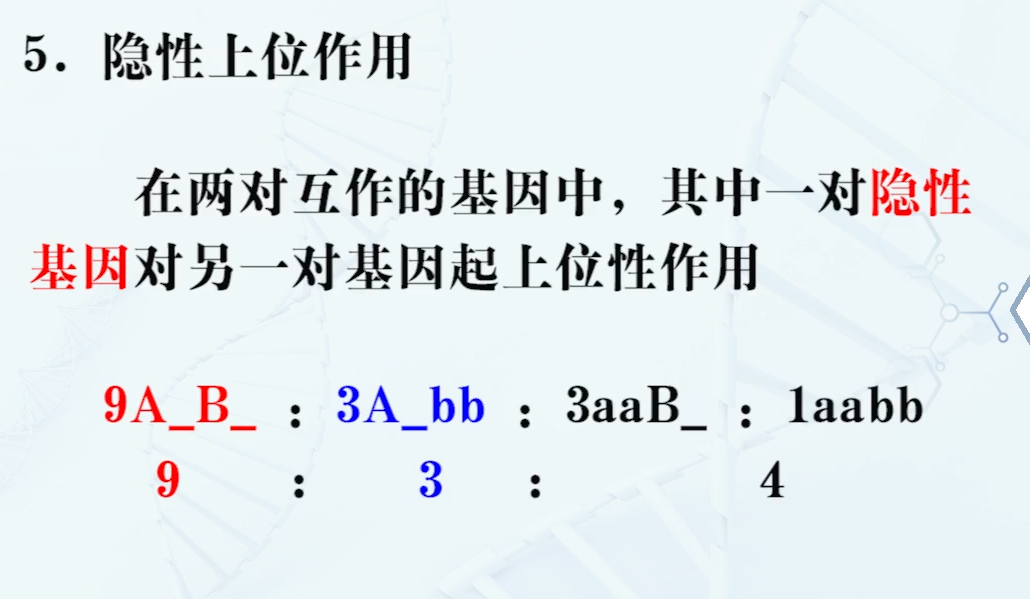 5. 隐性上位作用
在两对互作的基因中，其中一对隐性
基因对另一对基因起上位性作用
9A_B_ : 3A_bb : 3aaB_ : 1aabb
9 : 3 : 4